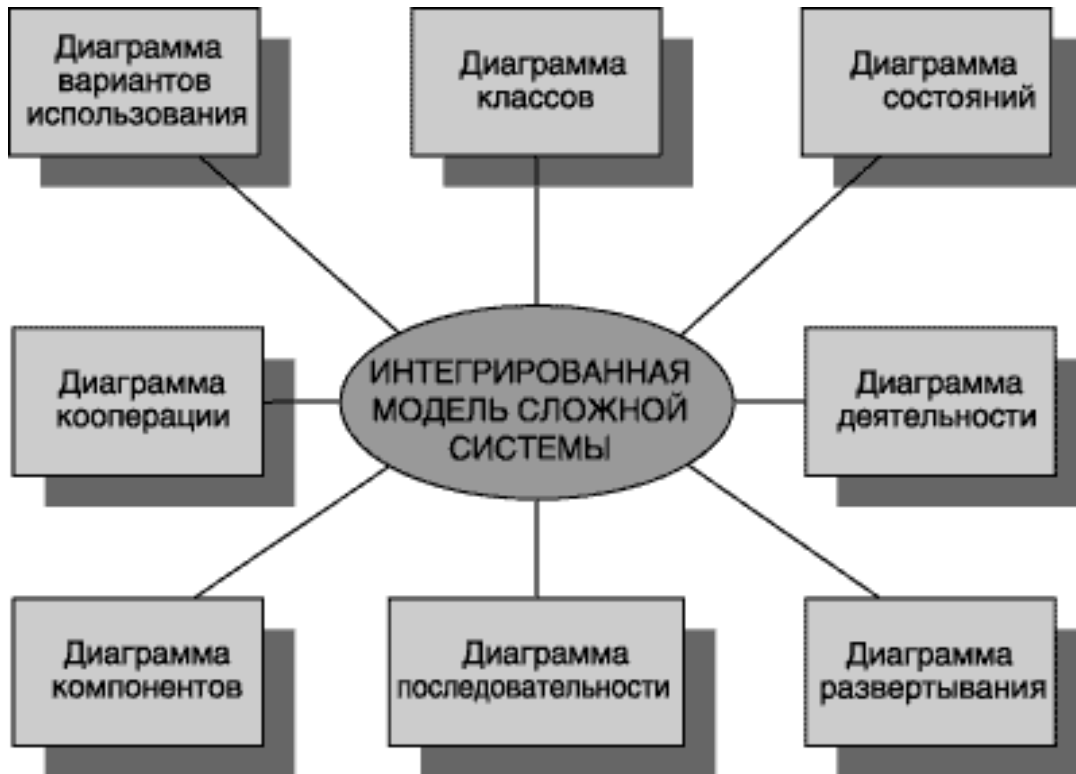 Диаграмма
вариантов
использования
Диаграмма
классов
Диаграмма
состояний
Диаграмма
кооперации
ИНТЕГРИРОВАННАЯ
МОДЕЛЬ СЛОЖНОЙ
СИСТЕМЫ
Диаграмма
деятельности
Диаграмма
компонентов
Диаграмма
последовательности
Диаграмма
развертывания